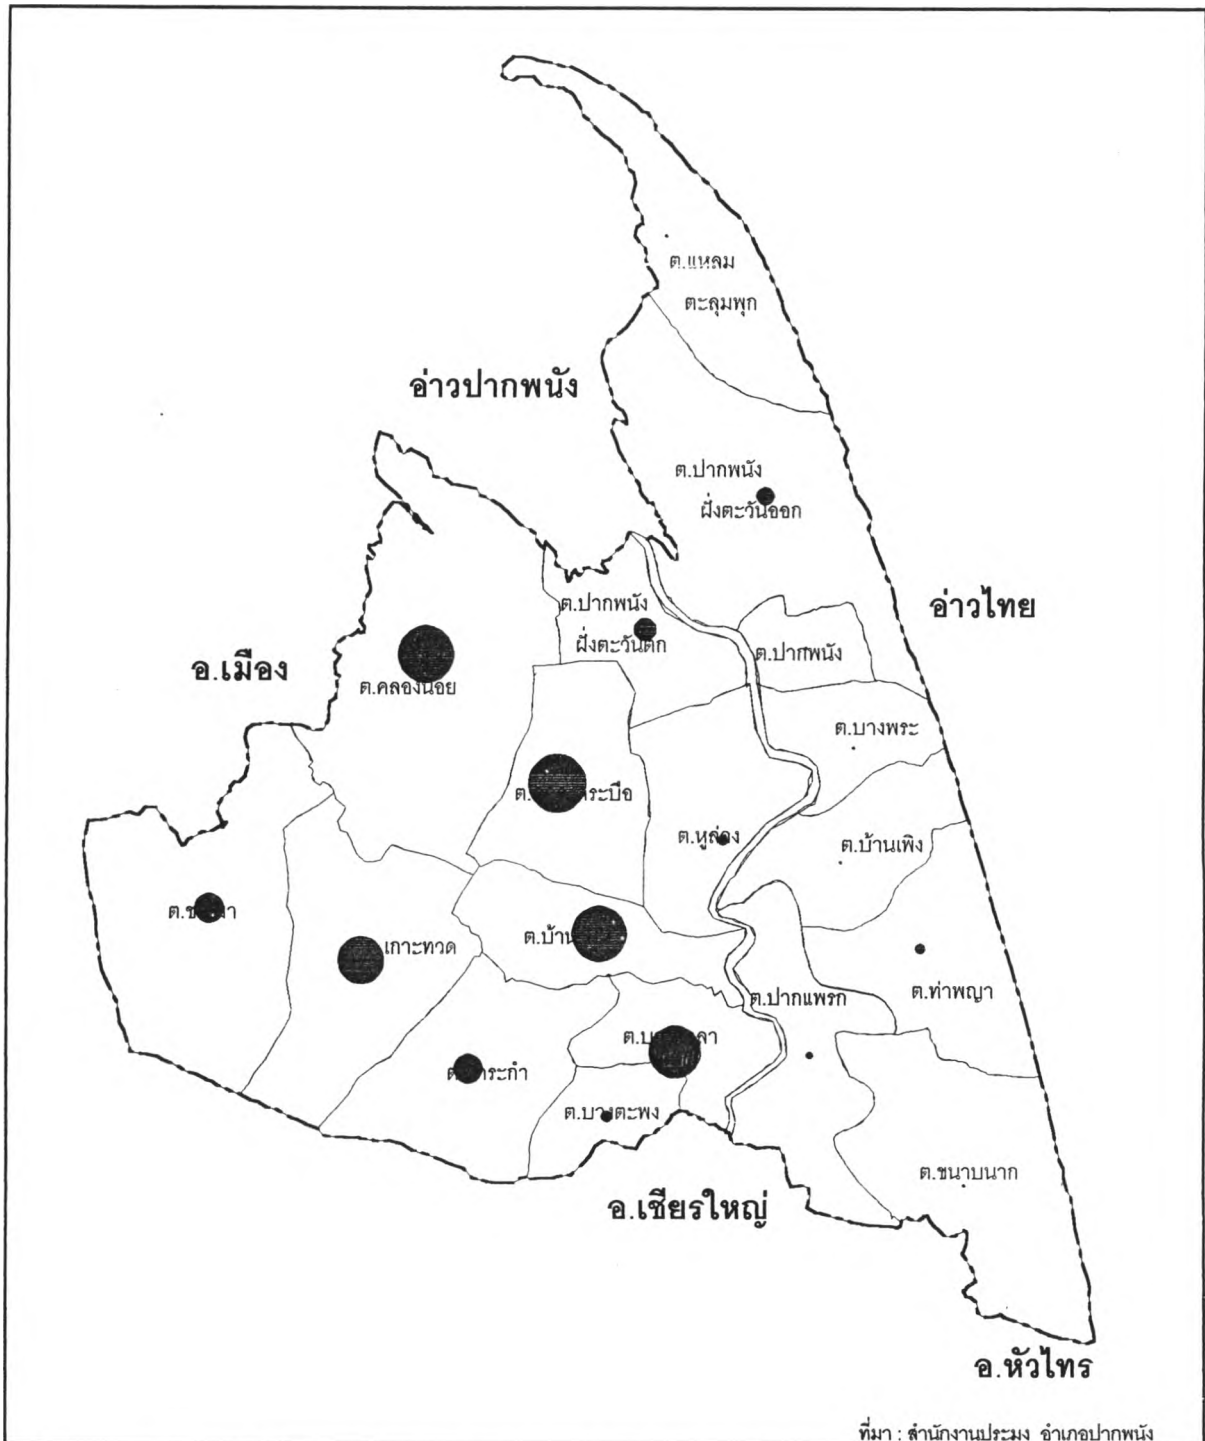 ต.แหลม
ตะลุมพุก
อ่าวปากพนัง
ต.ปากพนัง
ฝั่งตะวันออก
อ่าวไทย
ต.ปากพนัง
ฝั่งตะวันตก
ต.ปากพนัง
อ.เมือง
ต.คลองน้อย
ต.บางพระ
ต.หูล่อง
ต.บ้านเพิง
เกาะทวด
ต.บ้าน
ต.ท่าพญา
ต.ปากแพรก
ต.บางตะพง
ต.ขนาบนาก
อ.เชียรใหญ่
อ.หัวไทร
ที่มา : สำนักงานประมง อำเภอปากพนัง